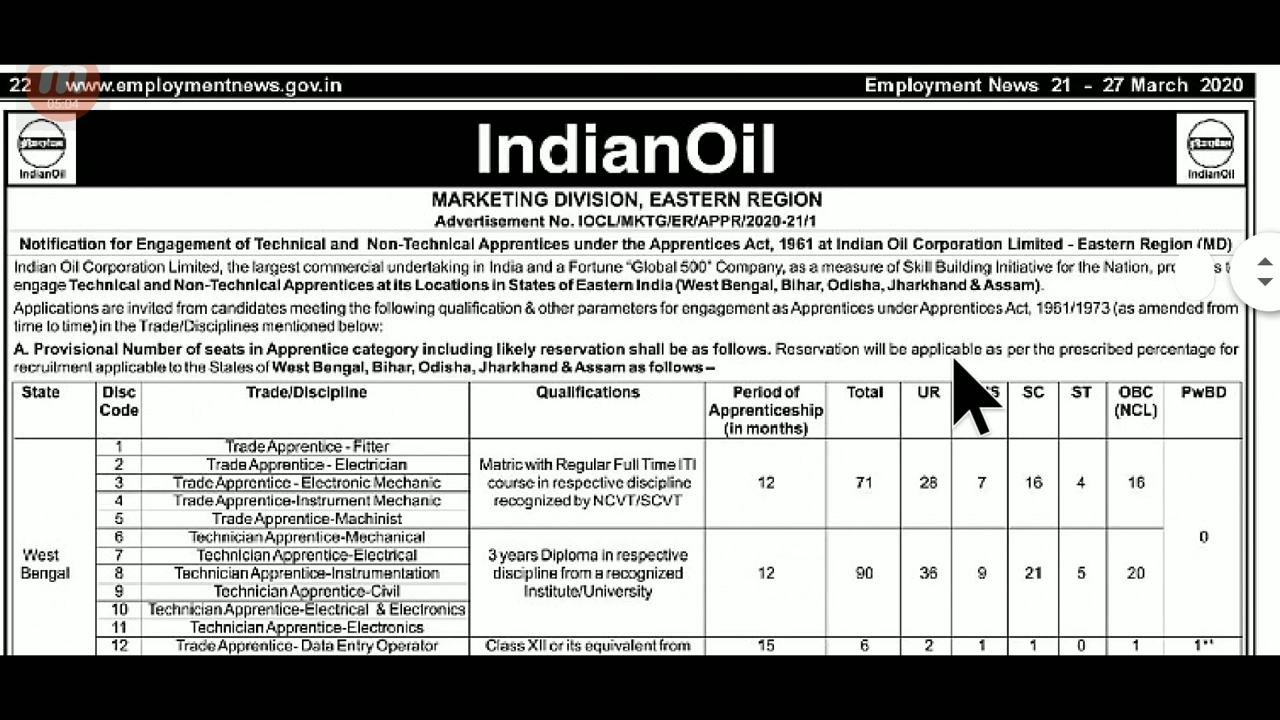 22 www.employmentnews.gov.in Employment News 21 - 27 March 2020
05:04
IndianOil
IndianOil
IndianOil
MARKETING DIVISION, EASTERN REGION
Advertisement No. IOCL/MKTG/ER/APPR/2020-21/1
Notification for Engagement of Technical and Non-Technical Apprentices under the Apprentices Act, 1961 at Indian Oil Corporation Limited - Eastern Region (MD)
Indian Oil Corporation Limited, the largest commercial undertaking in India and a Fortune "Global 500" Company, as a measure of Skill Building Initiative for the Nation,
engage Technical and Non-Technical Apprentices at its Locations in States of Eastern India (West Bengal, Bihar, Odisha, Jharkhand & Assam).
Applications are invited from candidates meeting the following qualification & other parameters for engagement as Apprentices under Apprentices Act, 1961/1973 (as amended from
time to time) in the Trade/Disciplines mentioned below:
A. Provisional Number of seats in Apprentice category including likely reservation shall be as follows. Reservation will be applicable as per the prescribed percentage for
recruitment applicable to the States of West Bengal, Bihar, Odisha, Jharkhand & Assam as follows –
State Disc Code Trade/Discipline Qualifications Period of Apprenticeship (in months) Total UR SC ST OBC (NCL) PwBD
West Bengal
1 Trade Apprentice - Fitter
2 Trade Apprentice - Electrician
3 Trade Apprentice - Electronic Mechanic
4 Trade Apprentice-Instrument Mechanic
5 Trade Apprentice-Machinist
Matric with Regular Full Time ITI
course in respective discipline
recognized by NCVT/SCVT
12 71 28 7 16 4 16
6 Technician Apprentice-Mechanical
7 Technician Apprentice-Electrical
8 Technician Apprentice-Instrumentation
9 Technician Apprentice-Civil
10 Technician Apprentice-Electrical & Electronics
11 Technician Apprentice-Electronics
3 years Diploma in respective
discipline from a recognized
Institute/University
12 90 36 9 21 5 20
0
12 Trade Apprentice- Data Entry Operator Class XII or its equivalent from 15 6 2 1 1 0 1 1**